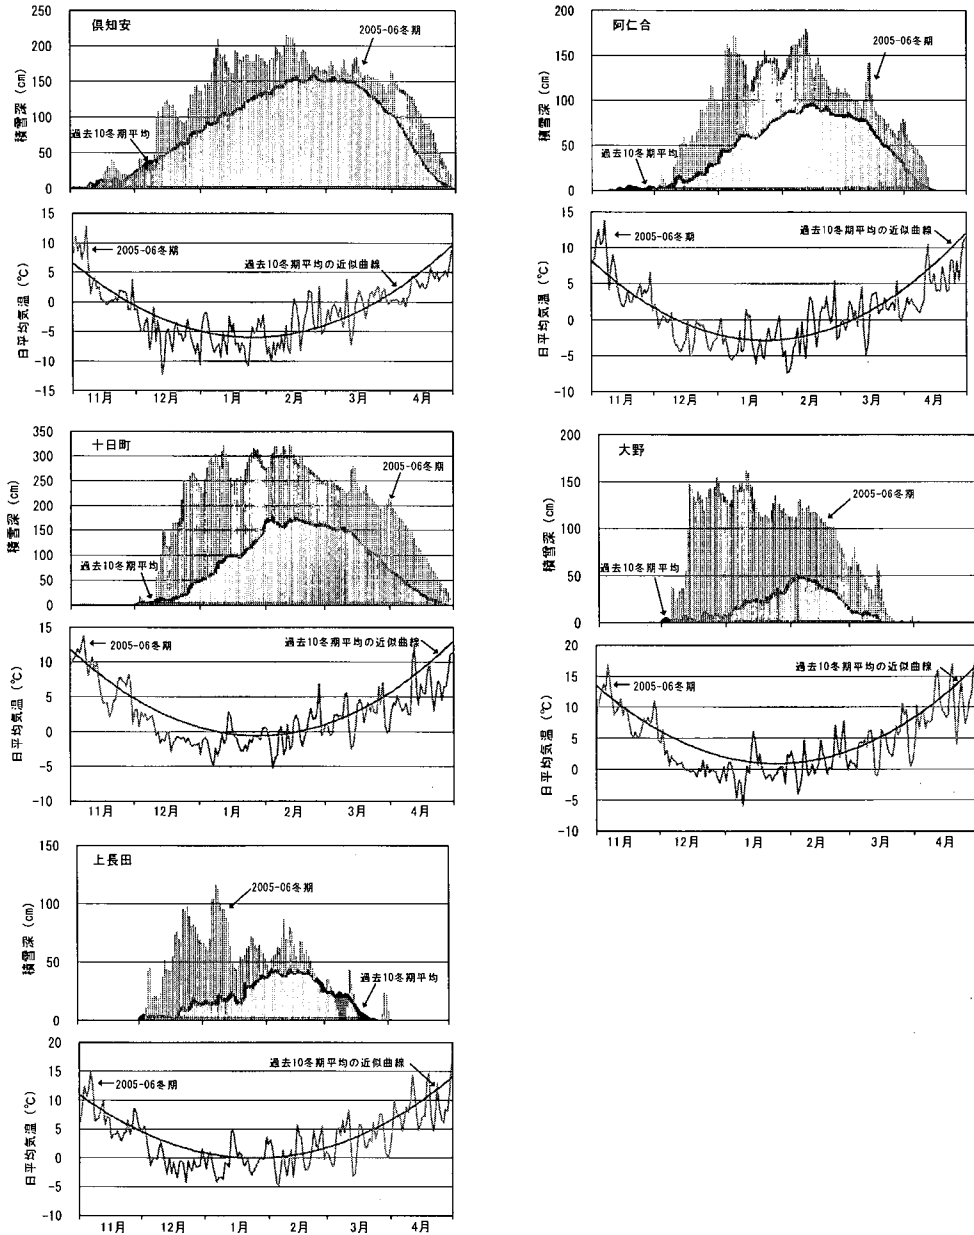 倶知安
2005-06冬期
過去10冬期平均
積雪深 (cm)
250
200
150
100
50
0
2005-06冬期
過去10冬期平均の近似曲線
日平均気温 (℃)
15
10
5
0
-5
-10
-15
11月 12月 1月 2月 3月 4月
阿仁合
2005-06冬期
過去10冬期平均
積雪深 (cm)
200
150
100
50
0
2005-06冬期
過去10冬期平均の近似曲線
日平均気温 (℃)
15
10
5
0
-5
-10
11月 12月 1月 2月 3月 4月
十日町
2005-06冬期
過去10冬期平均
積雪深 (cm)
350
300
250
200
150
100
50
0
2005-06冬期
過去10冬期平均の近似曲線
日平均気温 (℃)
15
10
5
0
-5
-10
11月 12月 1月 2月 3月 4月
大野
2005-06冬期
過去10冬期平均
積雪深 (cm)
200
150
100
50
0
過去10冬期平均の近似曲線
2005-06冬期
日平均気温 (℃)
20
15
10
5
0
-5
-10
11月 12月 1月 2月 3月 4月
上長田
2005-06冬期
過去10冬期平均
積雪深 (cm)
150
100
50
0
過去10冬期平均の近似曲線
2005-06冬期
日平均気温 (℃)
20
15
10
5
0
-5
-10
11月 12月 1月 2月 3月 4月